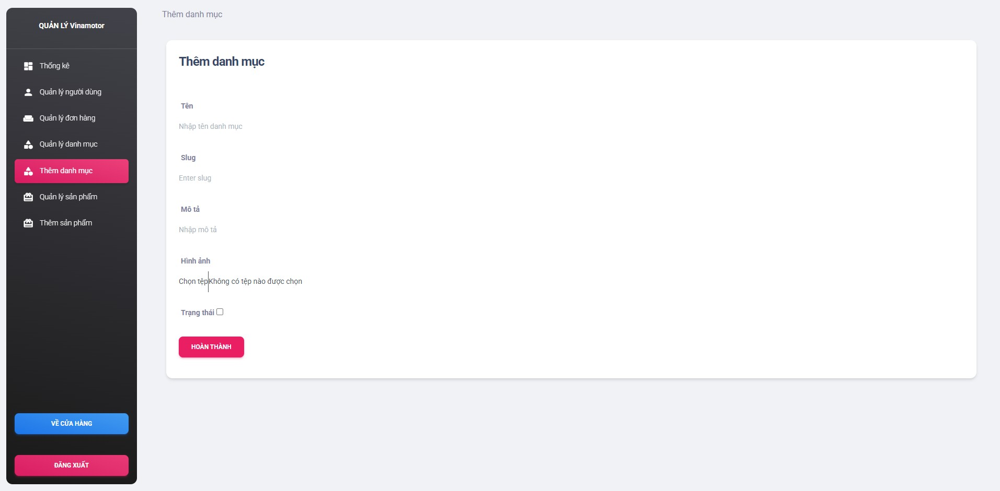 QUẢN LÝ Vinamotor
Thống kê
Quản lý người dùng
Quản lý đơn hàng
Quản lý danh mục
Thêm danh mục
Quản lý sản phẩm
Thêm sản phẩm
VỀ CỬA HÀNG
ĐĂNG XUẤT
Thêm danh mục
Thêm danh mục
Tên
Nhập tên danh mục
Slug
Enter slug
Mô tả
Nhập mô tả
Hình ảnh
Chọn tệp Không có tệp nào được chọn
Trạng thái
HOÀN THÀNH